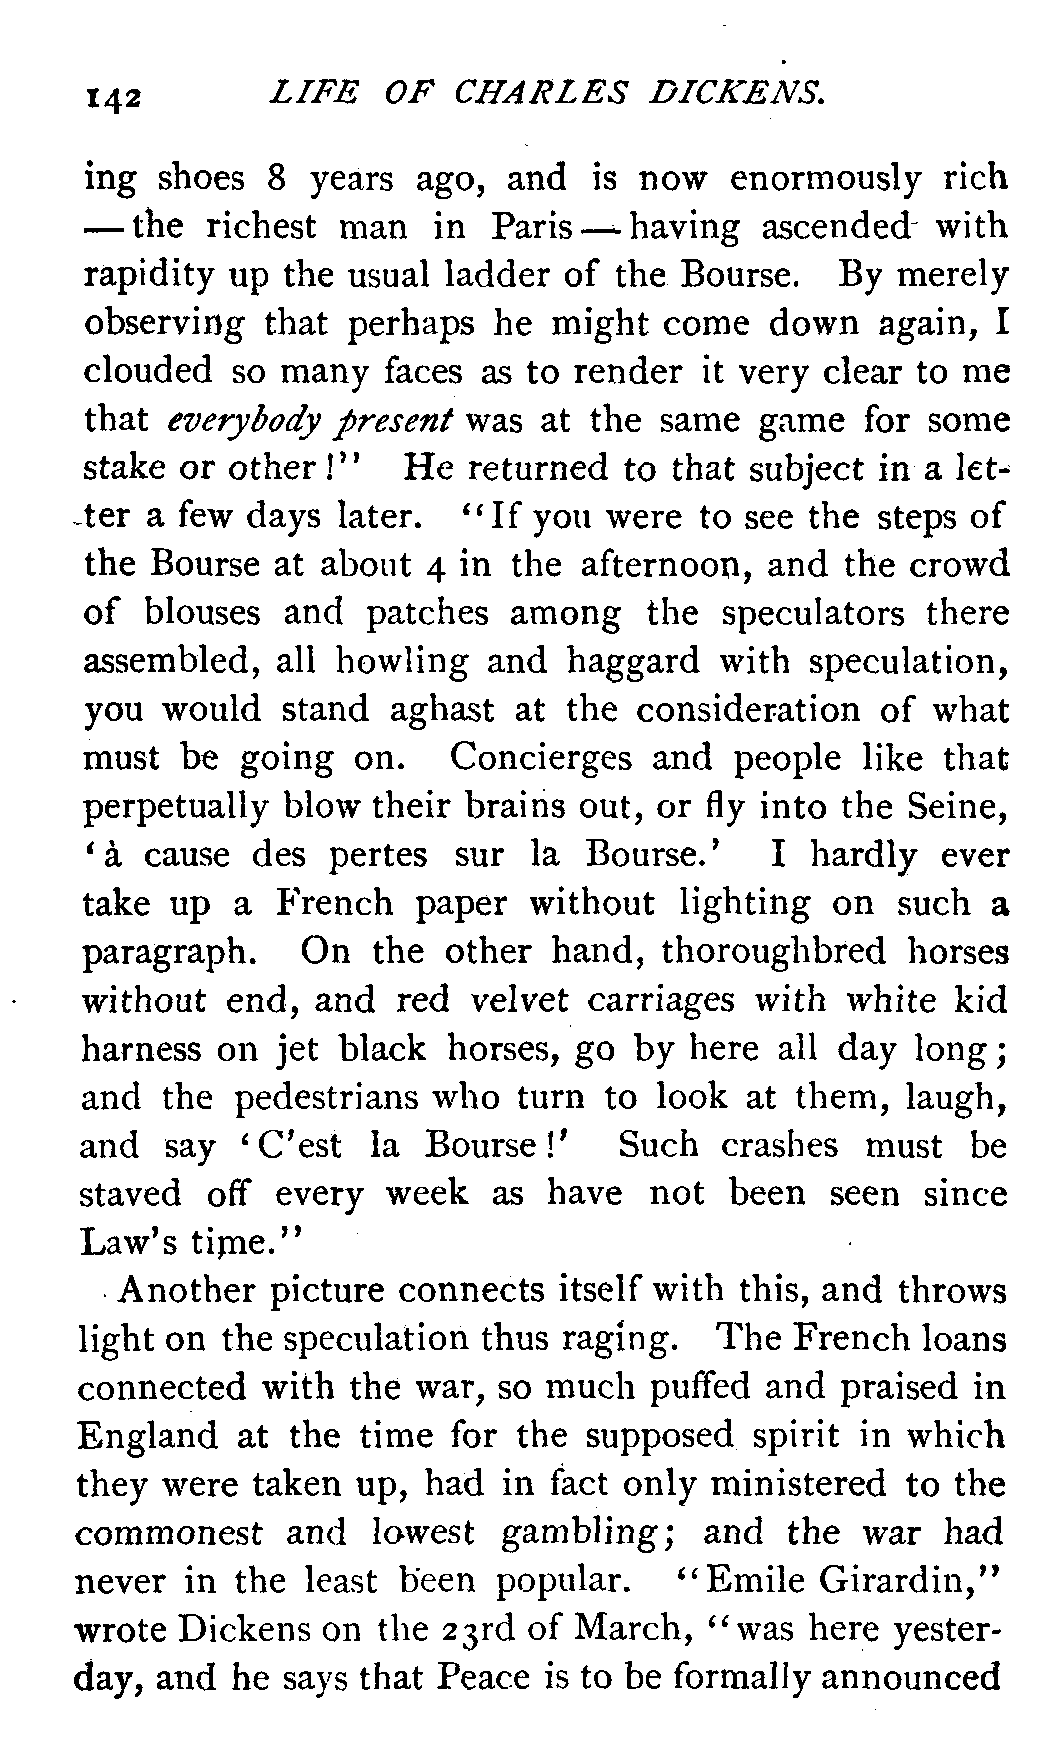 142 LIFE OF CHARLES DICKENS.
ing shoes 8 years ago, and is now enormously rich
— the richest man in Paris — having ascended with
rapidity up the usual ladder of the Bourse. By merely
observing that perhaps he might come down again, I
clouded so many faces as to render it very clear to me
that everybody present was at the same game for some
stake or other!" He returned to that subject in a let-
ter a few days later. "If you were to see the steps of
the Bourse at about 4 in the afternoon, and the crowd
of blouses and patches among the speculators there
assembled, all howling and haggard with speculation,
you would stand aghast at the consideration of what
must be going on. Concierges and people like that
perpetually blow their brains out, or fly into the Seine,
'à cause des pertes sur la Bourse.' I hardly ever
take up a French paper without lighting on such a
paragraph. On the other hand, thoroughbred horses
without end, and red velvet carriages with white kid
harness on jet black horses, go by here all day long;
and the pedestrians who turn to look at them, laugh,
and say 'C'est la Bourse!' Such crashes must be
staved off every week as have not been seen since
Law's time."
Another picture connects itself with this, and throws
light on the speculation thus raging. The French loans
connected with the war, so much puffed and praised in
England at the time for the supposed spirit in which
they were taken up, had in fact only ministered to the
commonest and lowest gambling; and the war had
never in the least been popular. "Emile Girardin,"
wrote Dickens on the 23rd of March, "was here yester-
day, and he says that Peace is to be formally announced